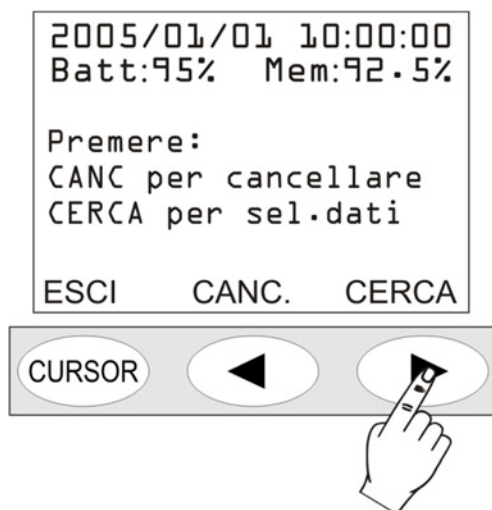 2005/01/01 10:00:00
Batt:95% Mem:92.5%
Premere:
CANC per cancellare
CERCA per sel.dati
ESCI CANC. CERCA
CURSOR